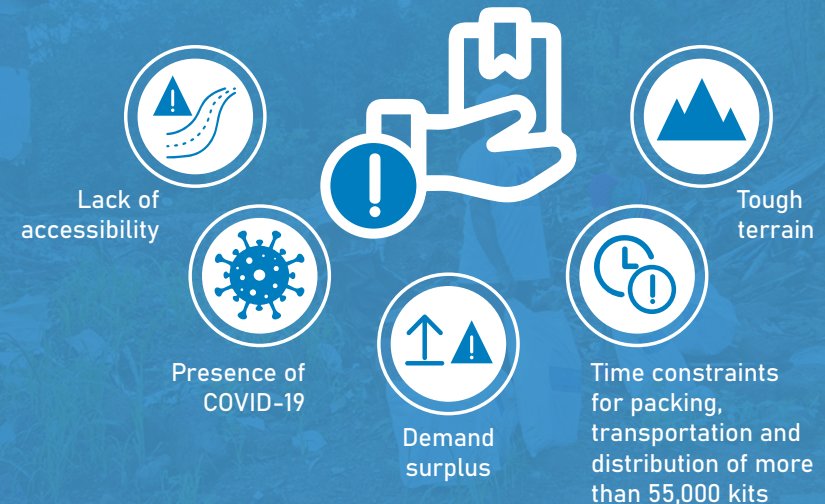 Lack of
accessibility
Presence of
COVID-19
Demand
surplus
Time constraints
for packing,
transportation and
distribution of more
than 55,000 kits
Tough
terrain